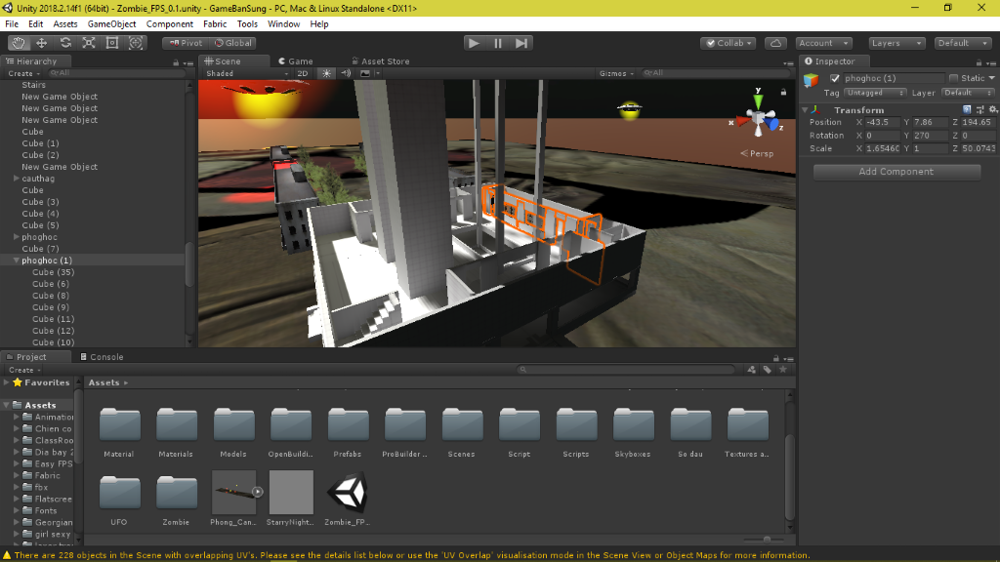 Unity 2018.2.14f1 (64bit) - Zombie_FPS_0.1.unity - GameBanSung - PC, Mac & Linux Standalone <DX11>
File Edit Assets GameObject Component Fabric Tools Window Help
Pivot Global Collab Account Layers Default
Hierarchy Scene Game Asset Store Inspector
Create All Shaded 2D Gizmos All
phoghoc (1) Static
Tag Untagged Layer Default
Transform
Position X -43.5 Y 7.86 Z 194.65
Rotation X 0 Y 270 Z 0
Scale X 1.6546 Y 1 Z 50.0743
Add Component
y
x
z
Persp
Stairs
New Game Object
New Game Object
New Game Object
Cube
Cube (1)
Cube (2)
New Game Object
cauthag
Cube
Cube (3)
Cube (4)
Cube (5)
phoghoc
Cube (7)
phoghoc (1)
Cube (35)
Cube (6)
Cube (8)
Cube (9)
Cube (11)
Cube (12)
Cube (10)
Project Console
Create
Favorites
Assets
Animation
Chien co
ClassRoo
Dia bay 2
Easy FPS
Fabric
fbx
Flatscree
Fonts
Georgian
girl sexy
Assets
Material Materials Models OpenBuildi... Prefabs ProBuilder ... Scenes Script Scripts Skyboxes So dau Textures a...
UFO Zombie Phong_Can... StarryNight... Zombie_FP...
There are 228 objects in the Scene with overlapping UV's. Please see the details list below or use the 'UV Overlap' visualisation mode in the Scene View or Object Maps for more information.